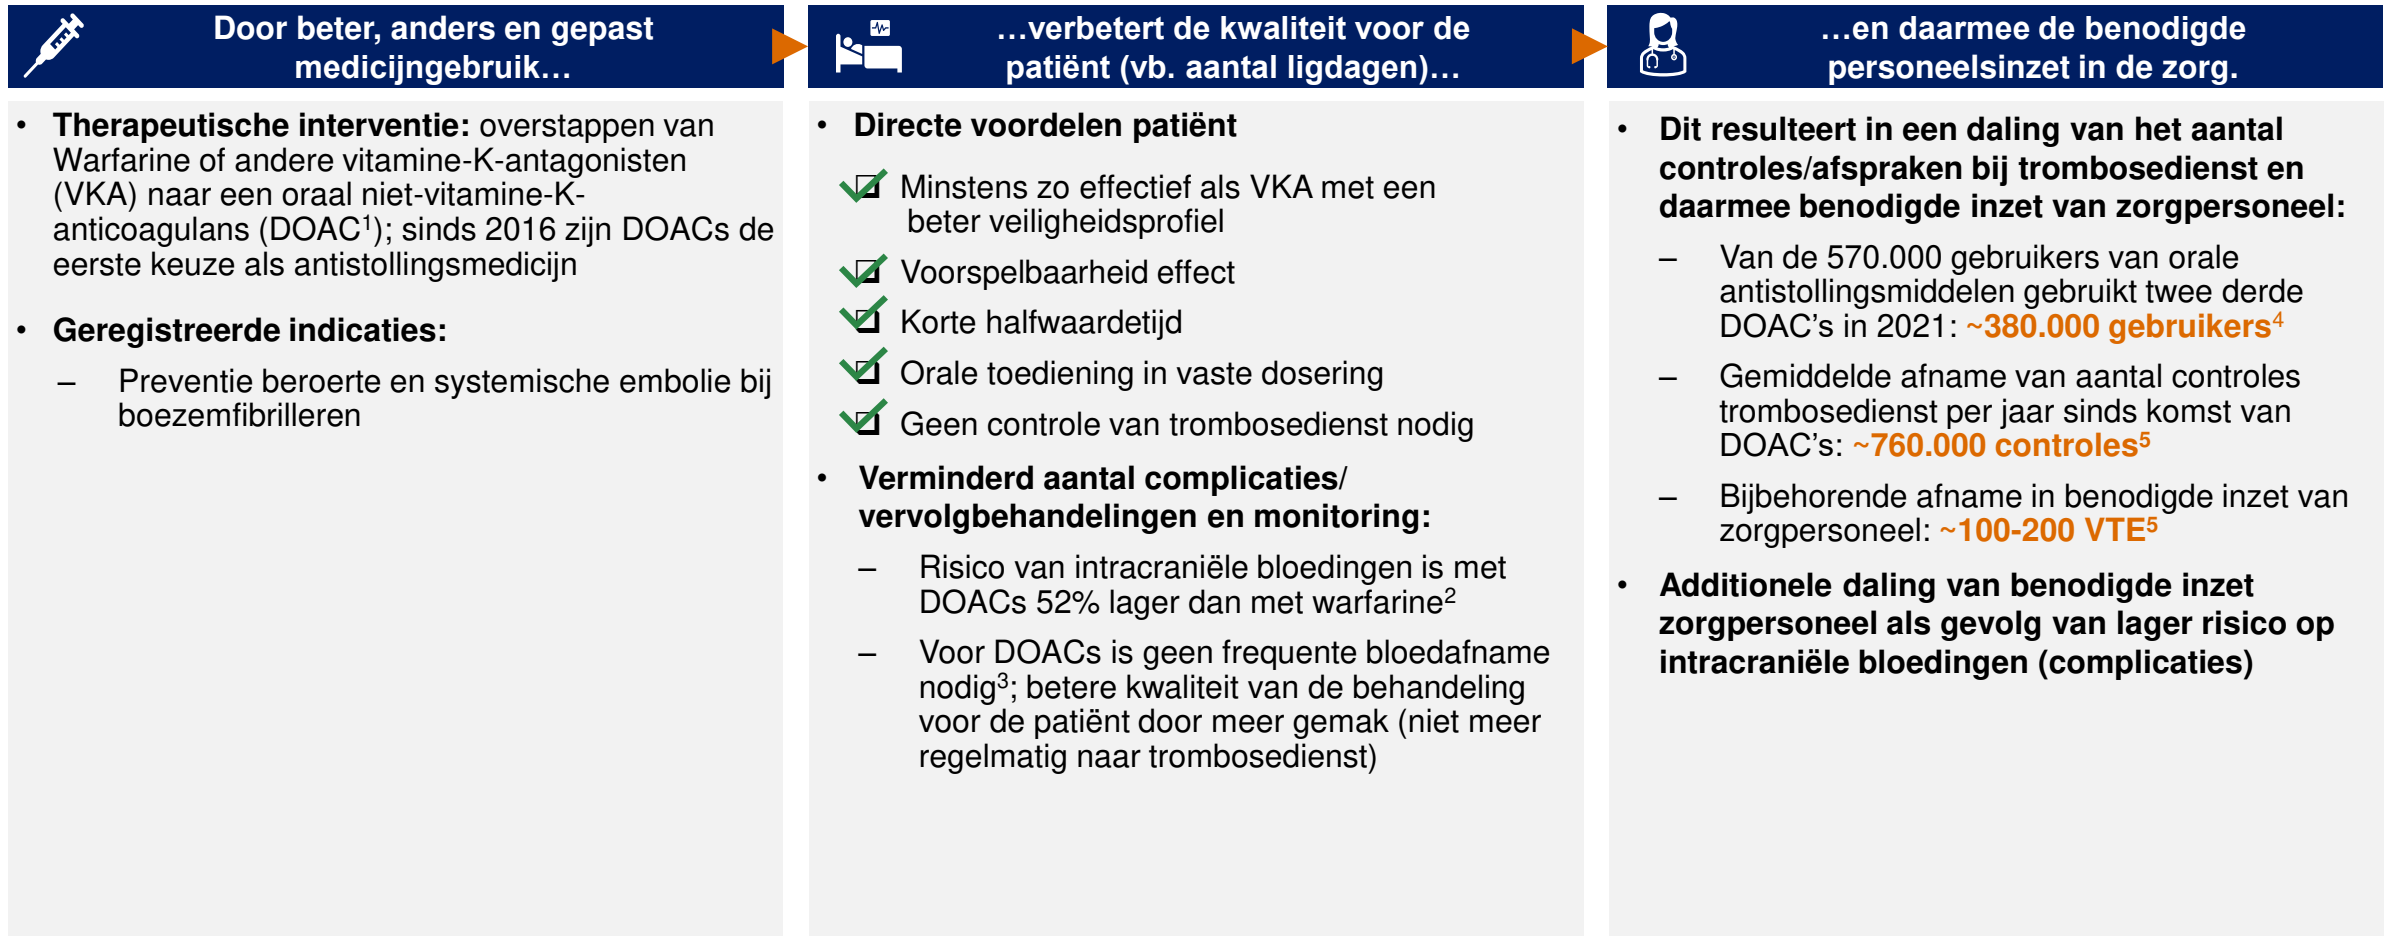 Door beter, anders en gepast
medicijngebruik…
• Therapeutische interventie: overstappen van
Warfarine of andere vitamine-K-antagonisten
(VKA) naar een oraal niet-vitamine-K-
anticoagulans (DOAC¹); sinds 2016 zijn DOACs de
eerste keuze als antistollingsmedicijn
• Geregistreerde indicaties:
– Preventie beroerte en systemische embolie bij
boezemfibrilleren
…verbetert de kwaliteit voor de
patiënt (vb. aantal ligdagen)…
• Directe voordelen patiënt
Minstens zo effectief als VKA met een
beter veiligheidsprofiel
Voorspelbaarheid effect
Korte halfwaardetijd
Orale toediening in vaste dosering
Geen controle van trombosedienst nodig
• Verminderd aantal complicaties/
vervolgbehandelingen en monitoring:
– Risico van intracraniële bloedingen is met
DOACs 52% lager dan met warfarine²
– Voor DOACs is geen frequente bloedafname
nodig³; betere kwaliteit van de behandeling
voor de patiënt door meer gemak (niet meer
regelmatig naar trombosedienst)
…en daarmee de benodigde
personeelsinzet in de zorg.
• Dit resulteert in een daling van het aantal
controles/afspraken bij trombosedienst en
daarmee benodigde inzet van zorgpersoneel:
– Van de 570.000 gebruikers van orale
antistollingsmiddelen gebruikt twee derde
DOAC’s in 2021: ~380.000 gebruikers⁴
– Gemiddelde afname van aantal controles
trombosedienst per jaar sinds komst van
DOAC’s: ~760.000 controles⁵
– Bijbehorende afname in benodigde inzet van
zorgpersoneel: ~100-200 VTE⁵
• Additionele daling van benodigde inzet
zorgpersoneel als gevolg van lager risico op
intracraniële bloedingen (complicaties)